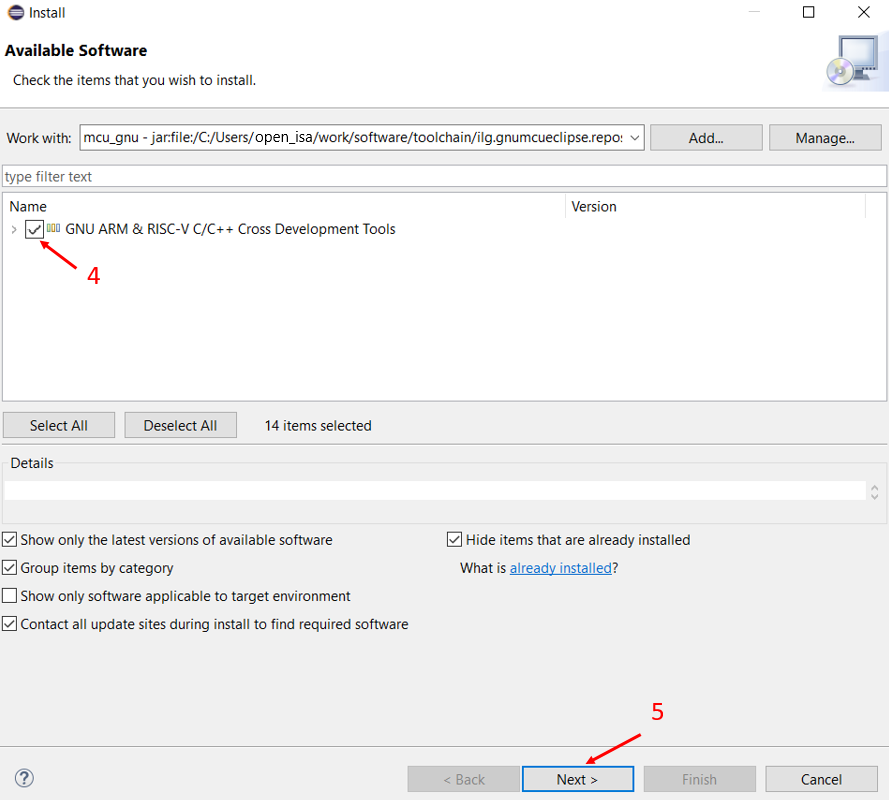 Install
Available Software
Check the items that you wish to install.
Work with: mcu_gnu - jar:file:/C:/Users/open_isa/work/software/toolchain/ilg.gnumcueclipse.repos Add... Manage...
type filter text
Name Version
GNU ARM & RISC-V C/C++ Cross Development Tools
4
Select All Deselect All 14 items selected
Details
Show only the latest versions of available software Hide items that are already installed
Group items by category What is already installed?
Show only software applicable to target environment
Contact all update sites during install to find required software
5
? < Back Next > Finish Cancel